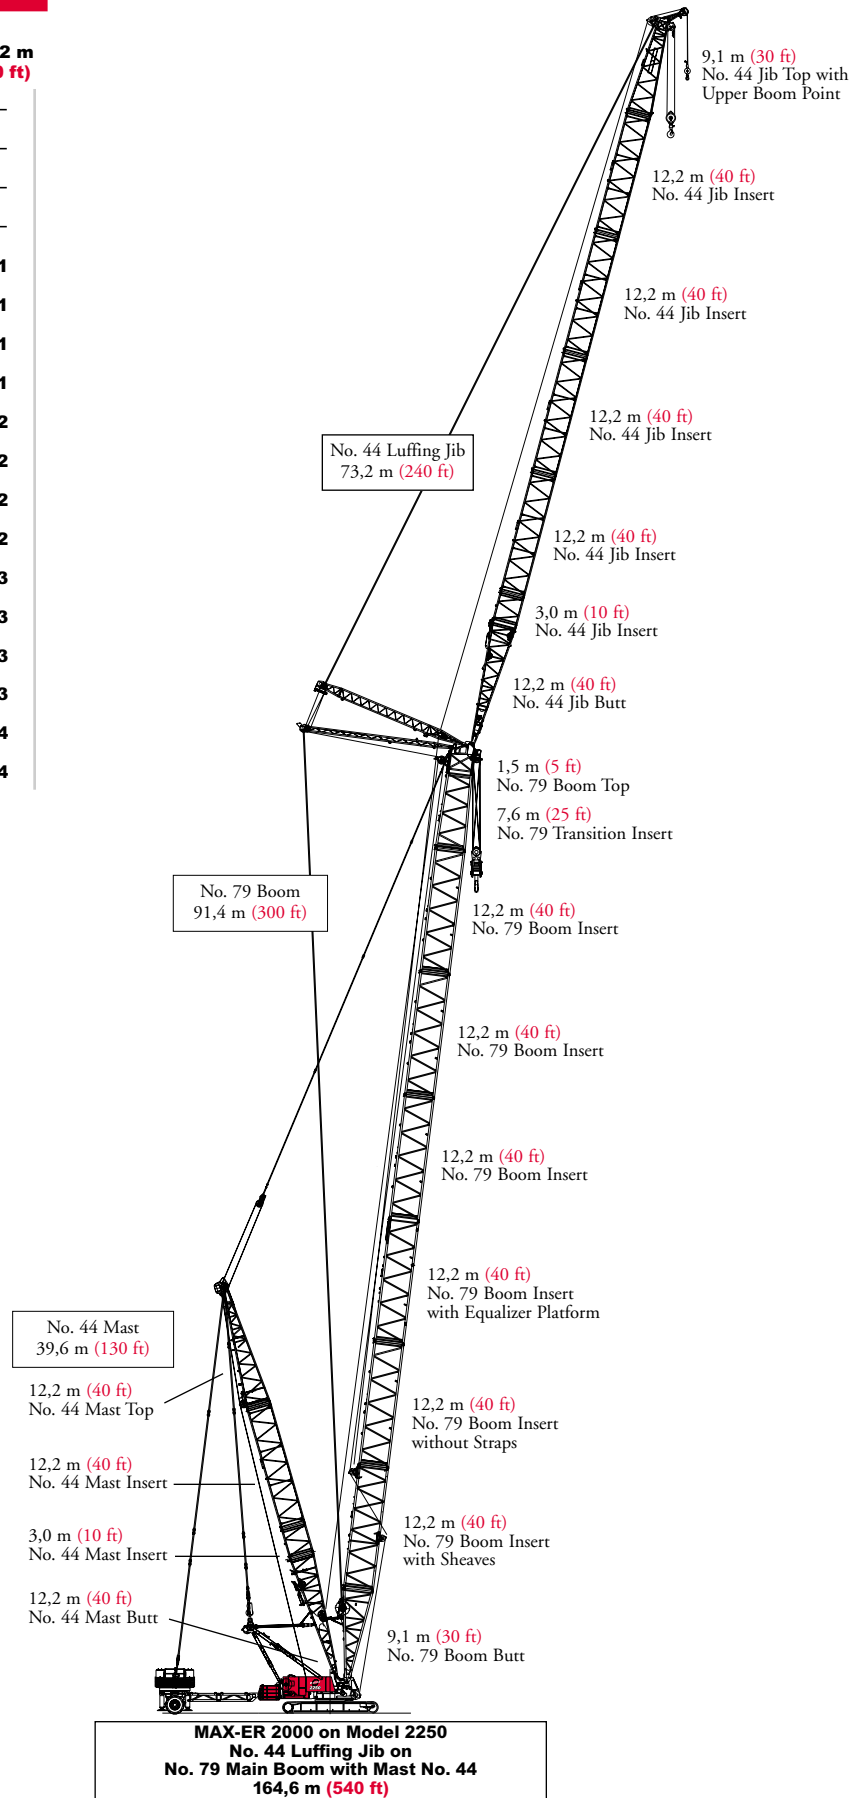 2 m
ft)
–
–
–
–
1
1
1
1
2
2
2
2
3
3
3
3
4
4
9,1 m (30 ft)
No. 44 Jib Top with
Upper Boom Point
12,2 m (40 ft)
No. 44 Jib Insert
12,2 m (40 ft)
No. 44 Jib Insert
12,2 m (40 ft)
No. 44 Jib Insert
No. 44 Luffing Jib
73,2 m (240 ft)
12,2 m (40 ft)
No. 44 Jib Insert
3,0 m (10 ft)
No. 44 Jib Insert
12,2 m (40 ft)
No. 44 Jib Butt
1,5 m (5 ft)
No. 79 Boom Top
7,6 m (25 ft)
No. 79 Transition Insert
No. 79 Boom
91,4 m (300 ft)
12,2 m (40 ft)
No. 79 Boom Insert
12,2 m (40 ft)
No. 79 Boom Insert
12,2 m (40 ft)
No. 79 Boom Insert
12,2 m (40 ft)
No. 79 Boom Insert
with Equalizer Platform
No. 44 Mast
39,6 m (130 ft)
12,2 m (40 ft)
No. 44 Mast Top
12,2 m (40 ft)
No. 79 Boom Insert
without Straps
12,2 m (40 ft)
No. 44 Mast Insert
12,2 m (40 ft)
No. 79 Boom Insert
with Sheaves
3,0 m (10 ft)
No. 44 Mast Insert
12,2 m (40 ft)
No. 44 Mast Butt
9,1 m (30 ft)
No. 79 Boom Butt
2250
MAX-ER 2000 on Model 2250
No. 44 Luffing Jib on
No. 79 Main Boom with Mast No. 44
164,6 m (540 ft)